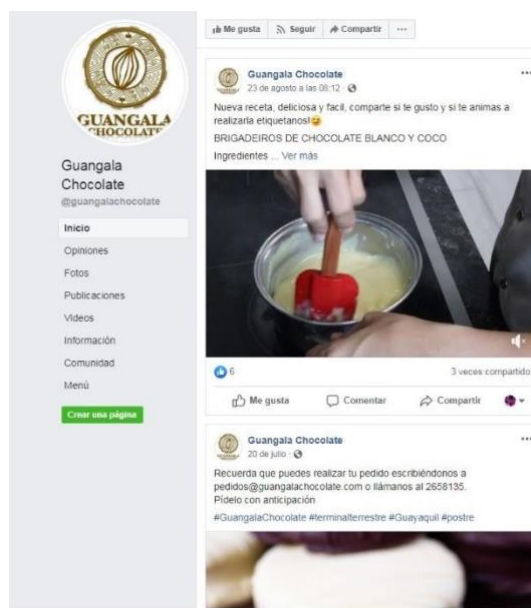 GUANGALA
CHOCOLATE
Guangala
Chocolate
@guangalachocolate
Inicio
Opiniones
Fotos
Publicaciones
Videos
Información
Comunidad
Menú
Crear una página
Me gusta Seguir Compartir ...
Guangala Chocolate ...
23 de agosto a las 08:12 ·
Nueva receta, deliciosa y facil, comparte si te gusto y si te animas a
realizarla etiquetanos!😉
BRIGADEIROS DE CHOCOLATE BLANCO Y COCO
Ingredientes ... Ver más
6 3 veces compartido
Me gusta Comentar Compartir
Guangala Chocolate ...
20 de julio ·
Recuerda que puedes realizar tu pedido escribiéndonos a
pedidos@guangalachocolate.com o llámanos al 2658135.
Pídelo con anticipación
#GuangalaChocolate #terminalterrestre #Guayaquil #postre